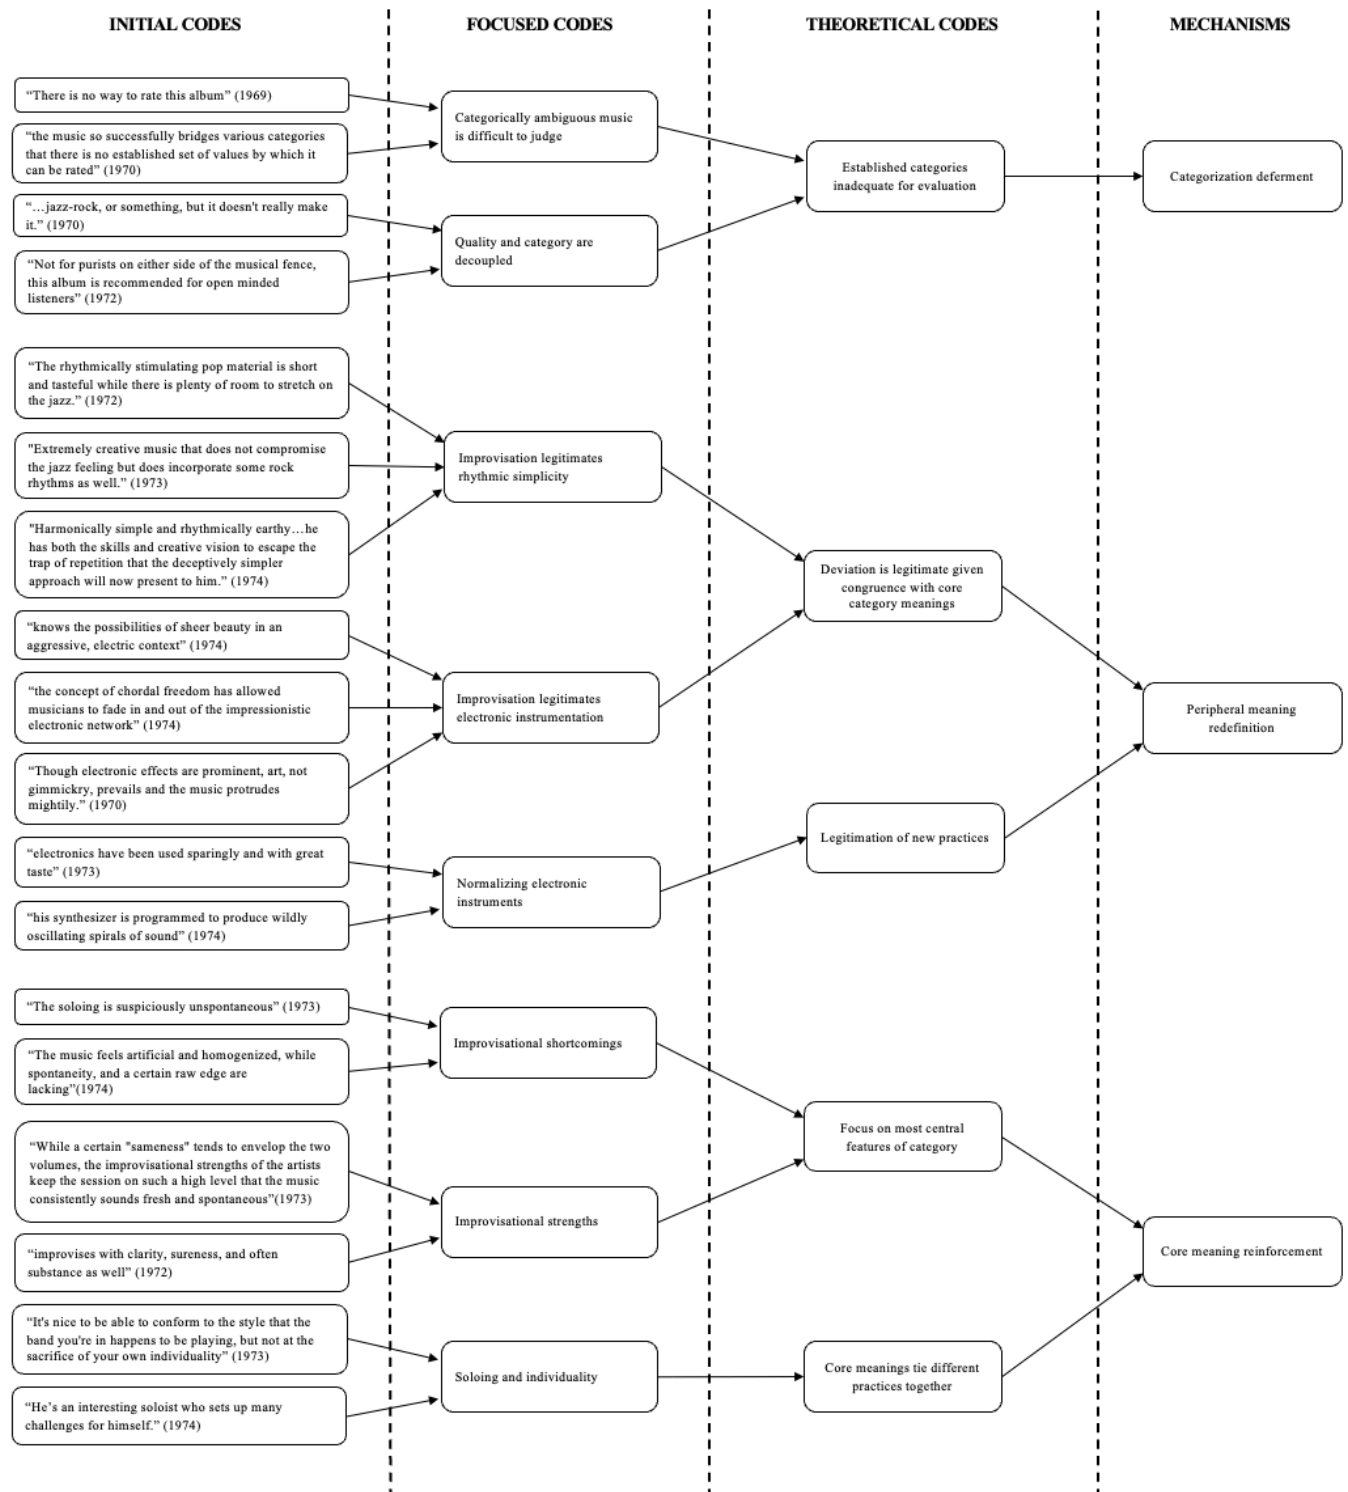 INITIAL CODES
FOCUSED CODES
THEORETICAL CODES
MECHANISMS
“There is no way to rate this album” (1969)
“the music so successfully bridges various categories
that there is no established set of values by which it
can be rated” (1970)
“…jazz-rock, or something, but it doesn't really make
it.” (1970)
“Not for purists on either side of the musical fence,
this album is recommended for open minded
listeners” (1972)
“The rhythmically stimulating pop material is short
and tasteful while there is plenty of room to stretch on
the jazz.” (1972)
"Extremely creative music that does not compromise
the jazz feeling but does incorporate some rock
rhythms as well.” (1973)
"Harmonically simple and rhythmically earthy…he
has both the skills and creative vision to escape the
trap of repetition that the deceptively simpler
approach will now present to him.” (1974)
“knows the possibilities of sheer beauty in an
aggressive, electric context” (1974)
“the concept of chordal freedom has allowed
musicians to fade in and out of the impressionistic
electronic network” (1974)
“Though electronic effects are prominent, art, not
gimmickry, prevails and the music protrudes
mightily.” (1970)
“electronics have been used sparingly and with great
taste” (1973)
“his synthesizer is programmed to produce wildly
oscillating spirals of sound” (1974)
“The soloing is suspiciously unspontaneous” (1973)
“The music feels artificial and homogenized, while
spontaneity, and a certain raw edge are
lacking”(1974)
“While a certain "sameness" tends to envelop the two
volumes, the improvisational strengths of the artists
keep the session on such a high level that the music
consistently sounds fresh and spontaneous”(1973)
“improvises with clarity, sureness, and often
substance as well” (1972)
“It's nice to be able to conform to the style that the
band you're in happens to be playing, but not at the
sacrifice of your own individuality” (1973)
“He’s an interesting soloist who sets up many
challenges for himself.” (1974)
Categorically ambiguous music
is difficult to judge
Quality and category are
decoupled
Improvisation legitimates
rhythmic simplicity
Improvisation legitimates
electronic instrumentation
Normalizing electronic
instruments
Improvisational shortcomings
Improvisational strengths
Soloing and individuality
Established categories
inadequate for evaluation
Deviation is legitimate given
congruence with core
category meanings
Legitimation of new practices
Focus on most central
features of category
Core meanings tie different
practices together
Categorization deferment
Peripheral meaning
redefinition
Core meaning reinforcement